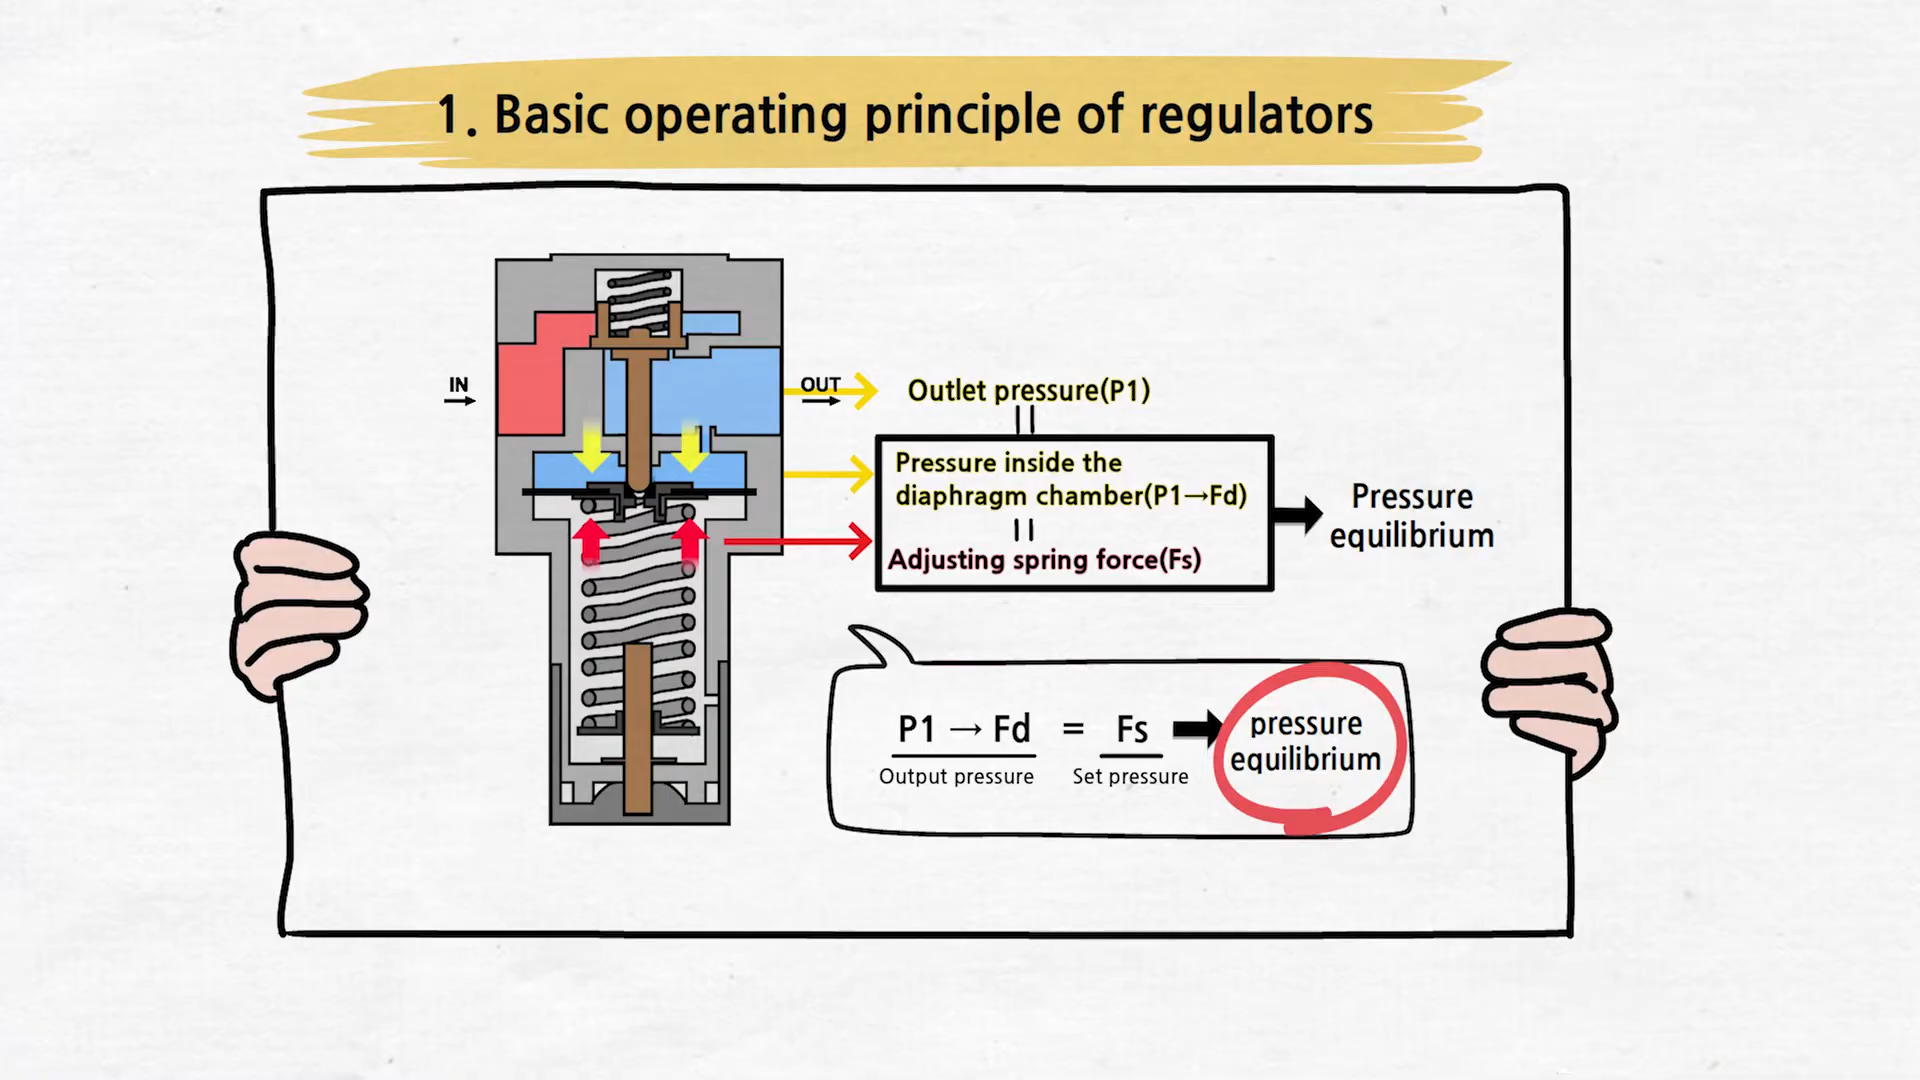 1. Basic operating principle of regulators
IN
OUT
Outlet pressure(P1)
||
Pressure inside the
diaphragm chamber(P1→Fd)
||
Adjusting spring force(Fs)
Pressure
equilibrium
P1 → Fd = Fs
pressure
equilibrium
Output pressure
Set pressure